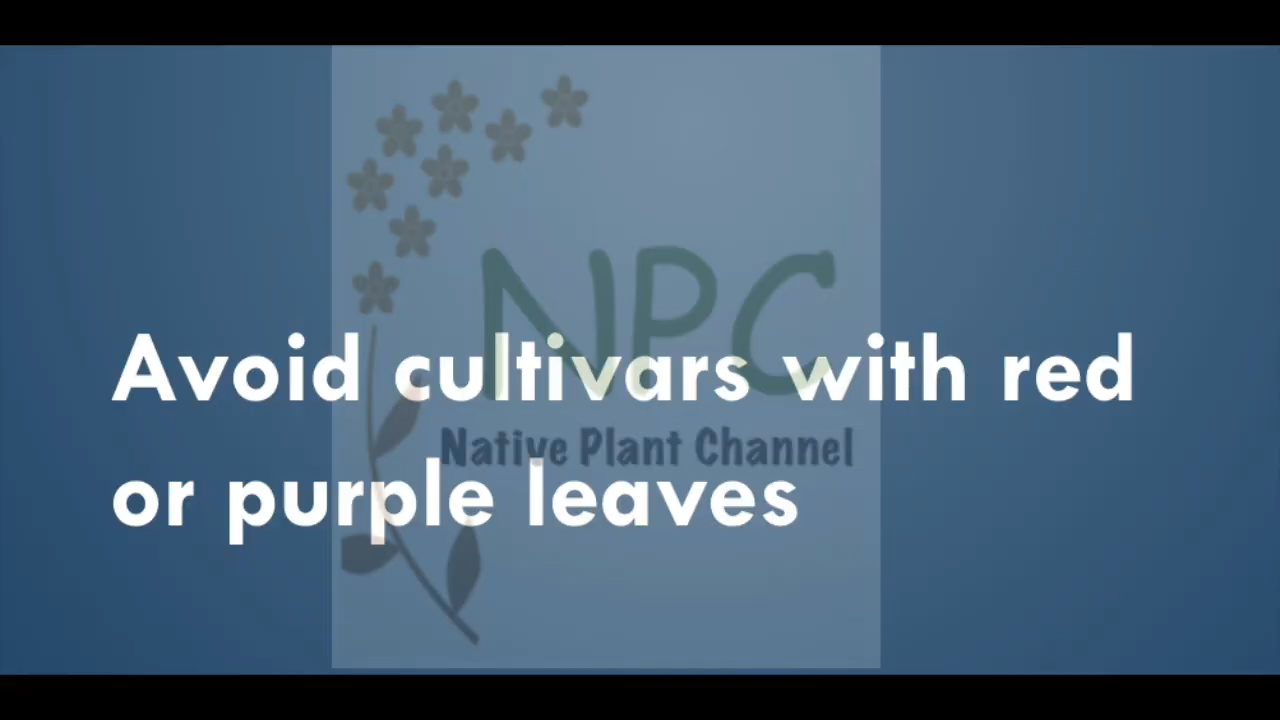 NPC
Avoid cultivars with red
Native Plant Channel
or purple leaves